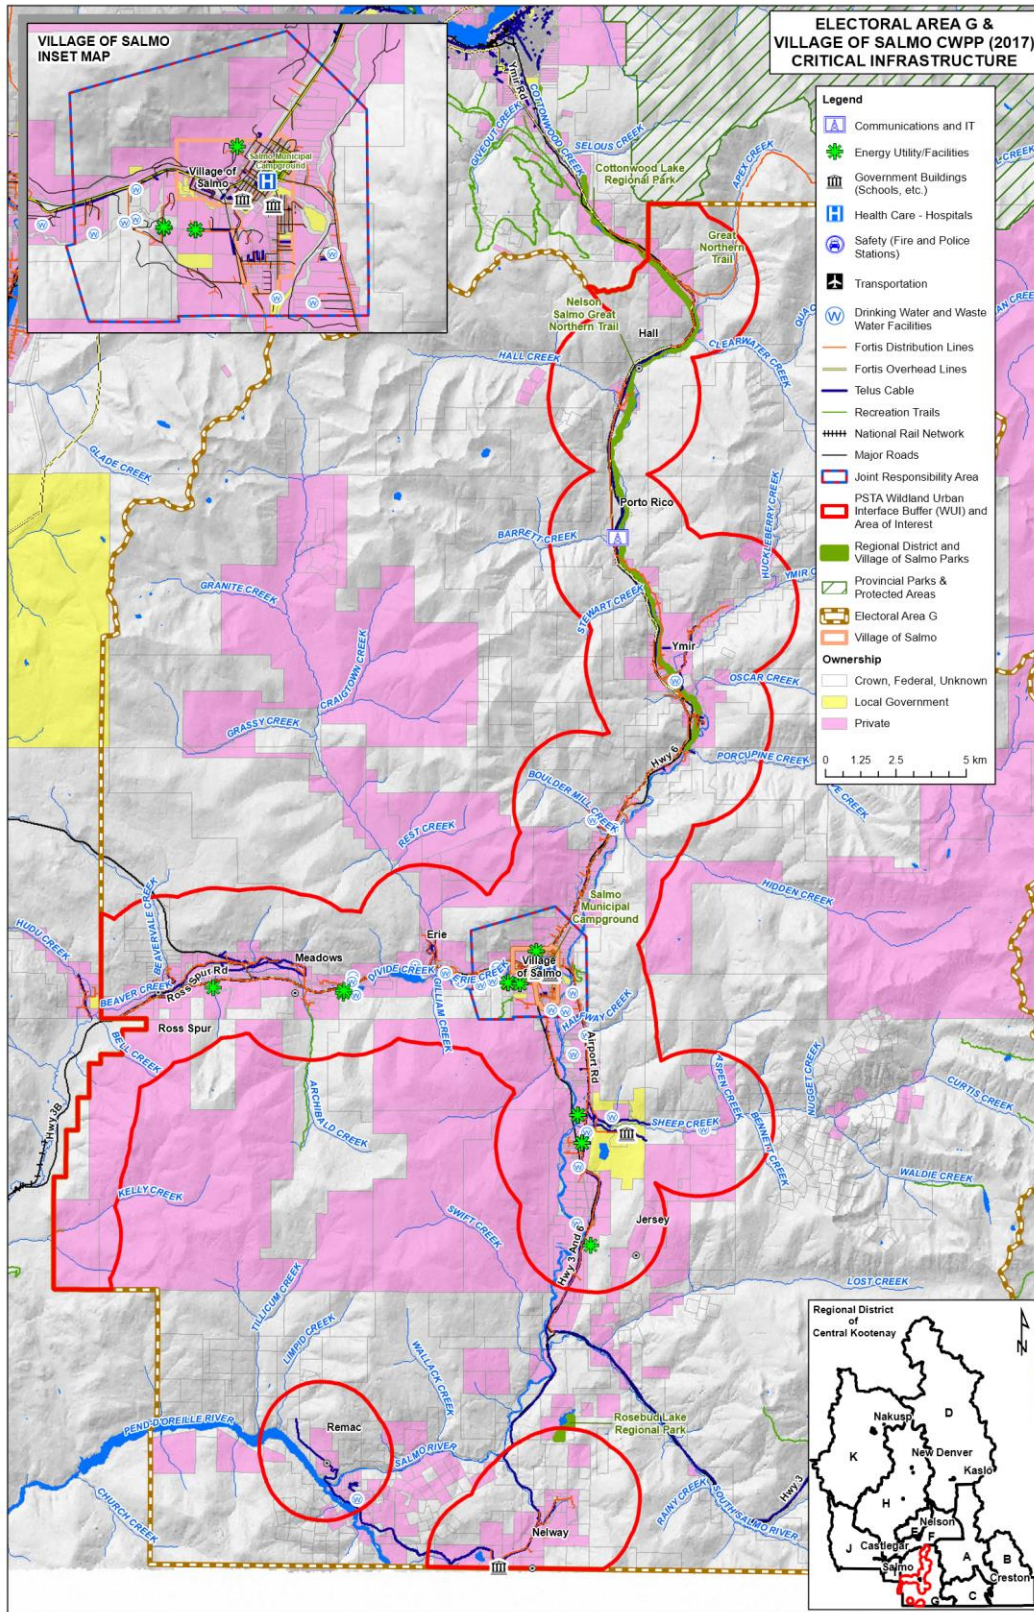 ELECTORAL AREA G &
VILLAGE OF SALMO CWPP (2017)
CRITICAL INFRASTRUCTURE
VILLAGE OF SALMO
INSET MAP
Salmo Municipal
Campground
Village of
Salmo
Legend
Communications and IT
Energy Utility/Facilities
Government Buildings
(Schools, etc.)
Health Care - Hospitals
Safety (Fire and Police
Stations)
Transportation
Drinking Water and Waste
Water Facilities
Fortis Distribution Lines
Fortis Overhead Lines
Telus Cable
Recreation Trails
National Rail Network
Major Roads
Joint Responsibility Area
PSTA Wildland Urban
Interface Buffer (WUI) and
Area of Interest
Regional District and
Village of Salmo Parks
Provincial Parks &
Protected Areas
Electoral Area G
Village of Salmo
Ownership
Crown, Federal, Unknown
Local Government
Private
0 1.25 2.5 5 km
Ymir Rd
COTTONWOOD CREEK
GIVEOUT CREEK
SELOUS CREEK
Cottonwood Lake
Regional Park
APEX CREEK
Great
Northern
Trail
Nelson
Salmo Great
Northern Trail
Hall
HALL CREEK
CLEARWATER CREEK
GLADE CREEK
Porto Rico
BARRETT CREEK
HUCKLEBERRY CREEK
GRANITE CREEK
STEWART CREEK
YMIR C
Ymir
CRAIGTOWN CREEK
OSCAR CREEK
GRASSY CREEK
Hwy 6
PORCUPINE CREEK
BOULDER MILL CREEK
REST CREEK
HIDDEN CREEK
Salmo
Municipal
Campground
HUDU CREEK
BEAVERVALE CREEK
Erie
Meadows
Village
of Salmo
DIVIDE CREEK
ERIE CREEK
Ross Spur Rd
BEAVER CREEK
GILLIAM CREEK
HALFWAY CREEK
Ross Spur
BELL CREEK
Airport Rd
ASPEN CREEK
NUGGET CREEK
CURTIS CREEK
ARCHIBALD CREEK
Hwy 3B
SHEEP CREEK
BENNETT CREEK
WALDIE CREEK
KELLY CREEK
SWIFT CREEK
Jersey
Hwy 3 And 6
LOST CREEK
TILLICUM CREEK
LIMPID CREEK
WALLACK CREEK
Remac
PEND-D'OREILLE RIVER
SALMO RIVER
Rosebud Lake
Regional Park
Hwy 3
RAINY CREEK
SOUTH SALMO RIVER
CHURCH CREEK
Nelway
Regional District
of
Central Kootenay
N
Nakusp
D
New Denver
K
Kaslo
H
Nelson
E
F
J
Castlegar
A
B
Salmo
I
Creston
G
C